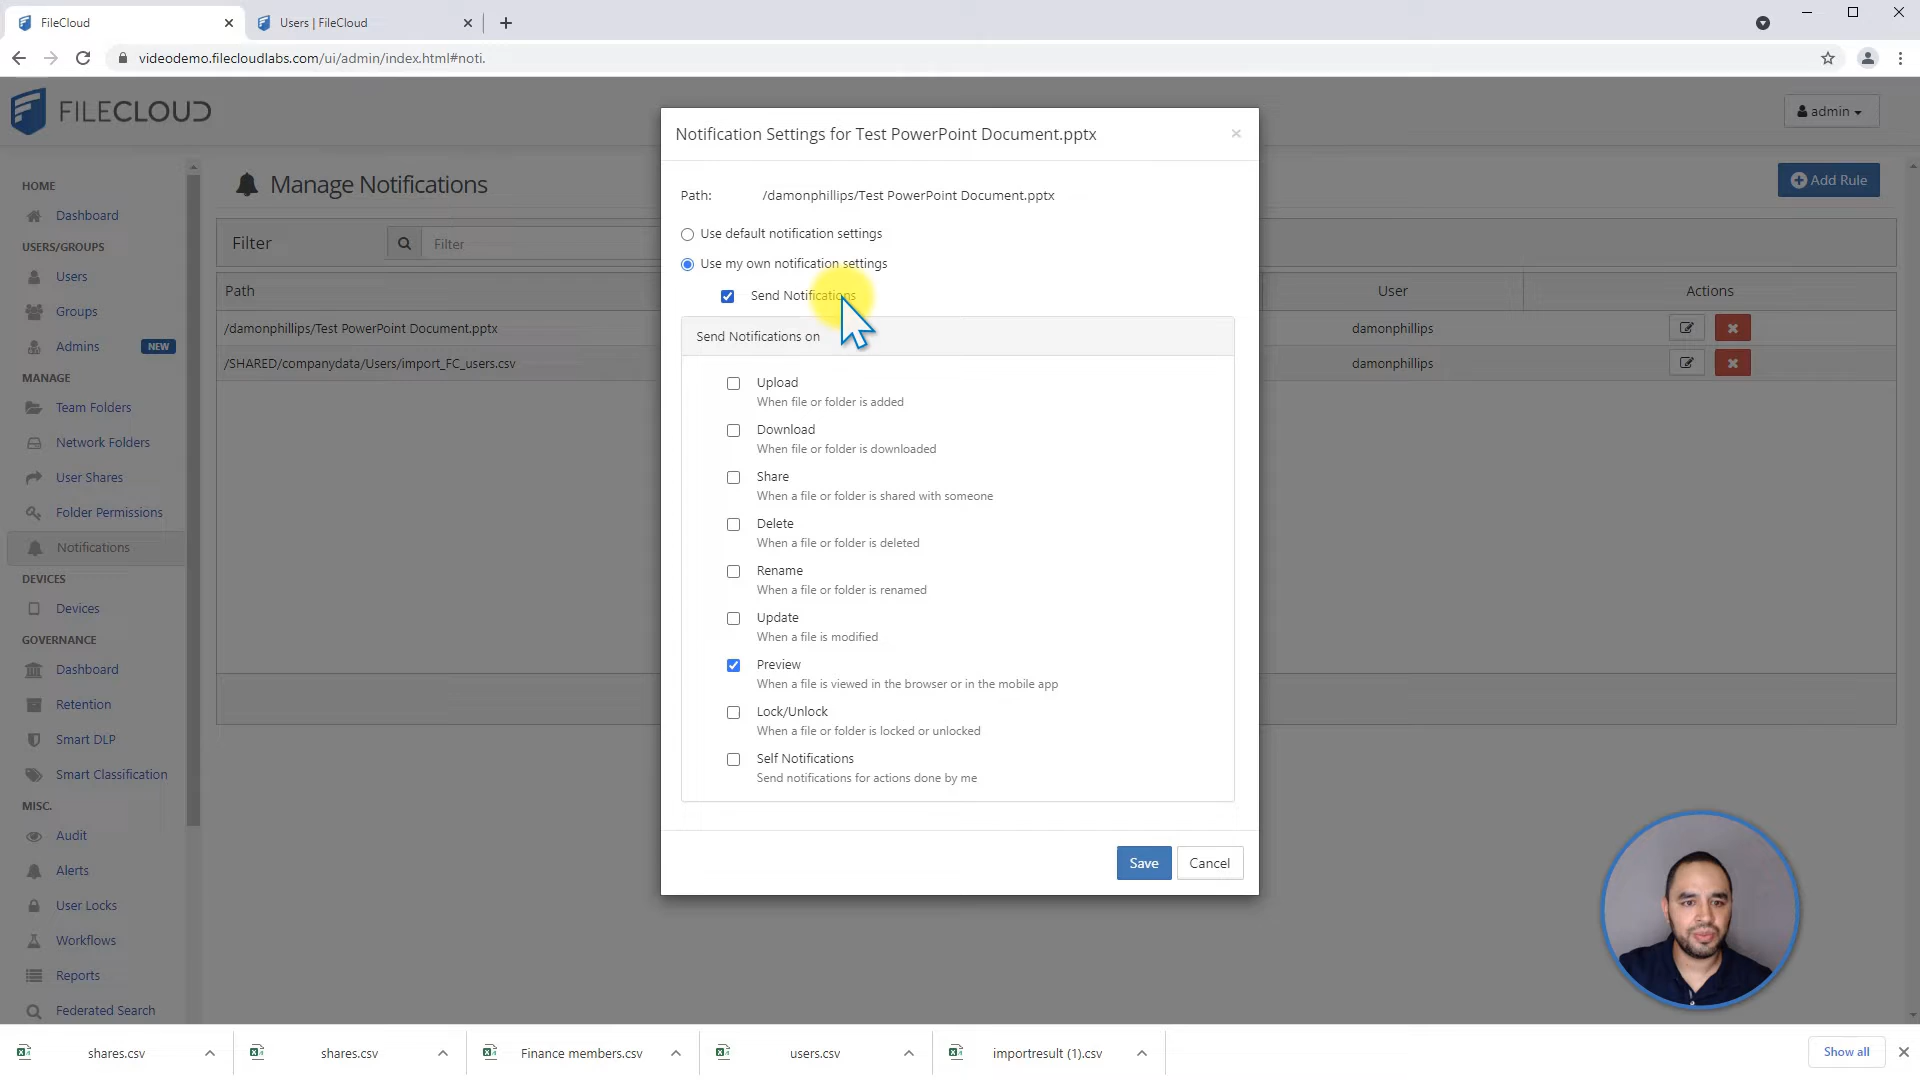 FileCloud
Users | FileCloud
videodemo.filecloudlabs.com/ui/admin/index.html#noti.
FILECLOUD
admin
HOME
Dashboard
USERS/GROUPS
Users
Groups
Admins
NEW
MANAGE
Team Folders
Network Folders
User Shares
Folder Permissions
Notifications
DEVICES
Devices
GOVERNANCE
Dashboard
Retention
Smart DLP
Smart Classification
MISC.
Audit
Alerts
User Locks
Workflows
Reports
Federated Search
Manage Notifications
Add Rule
Filter
Filter
Path
User
Actions
/damonphillips/Test PowerPoint Document.pptx
damonphillips
/SHARED/companydata/Users/import_FC_users.csv
damonphillips
Notification Settings for Test PowerPoint Document.pptx
Path: /damonphillips/Test PowerPoint Document.pptx
Use default notification settings
Use my own notification settings
Send Notifications
Send Notifications on
Upload
When file or folder is added
Download
When file or folder is downloaded
Share
When a file or folder is shared with someone
Delete
When a file or folder is deleted
Rename
When a file or folder is renamed
Update
When a file is modified
Preview
When a file is viewed in the browser or in the mobile app
Lock/Unlock
When a file or folder is locked or unlocked
Self Notifications
Send notifications for actions done by me
Save
Cancel
shares.csv
shares.csv
Finance members.csv
users.csv
importresult (1).csv
Show all